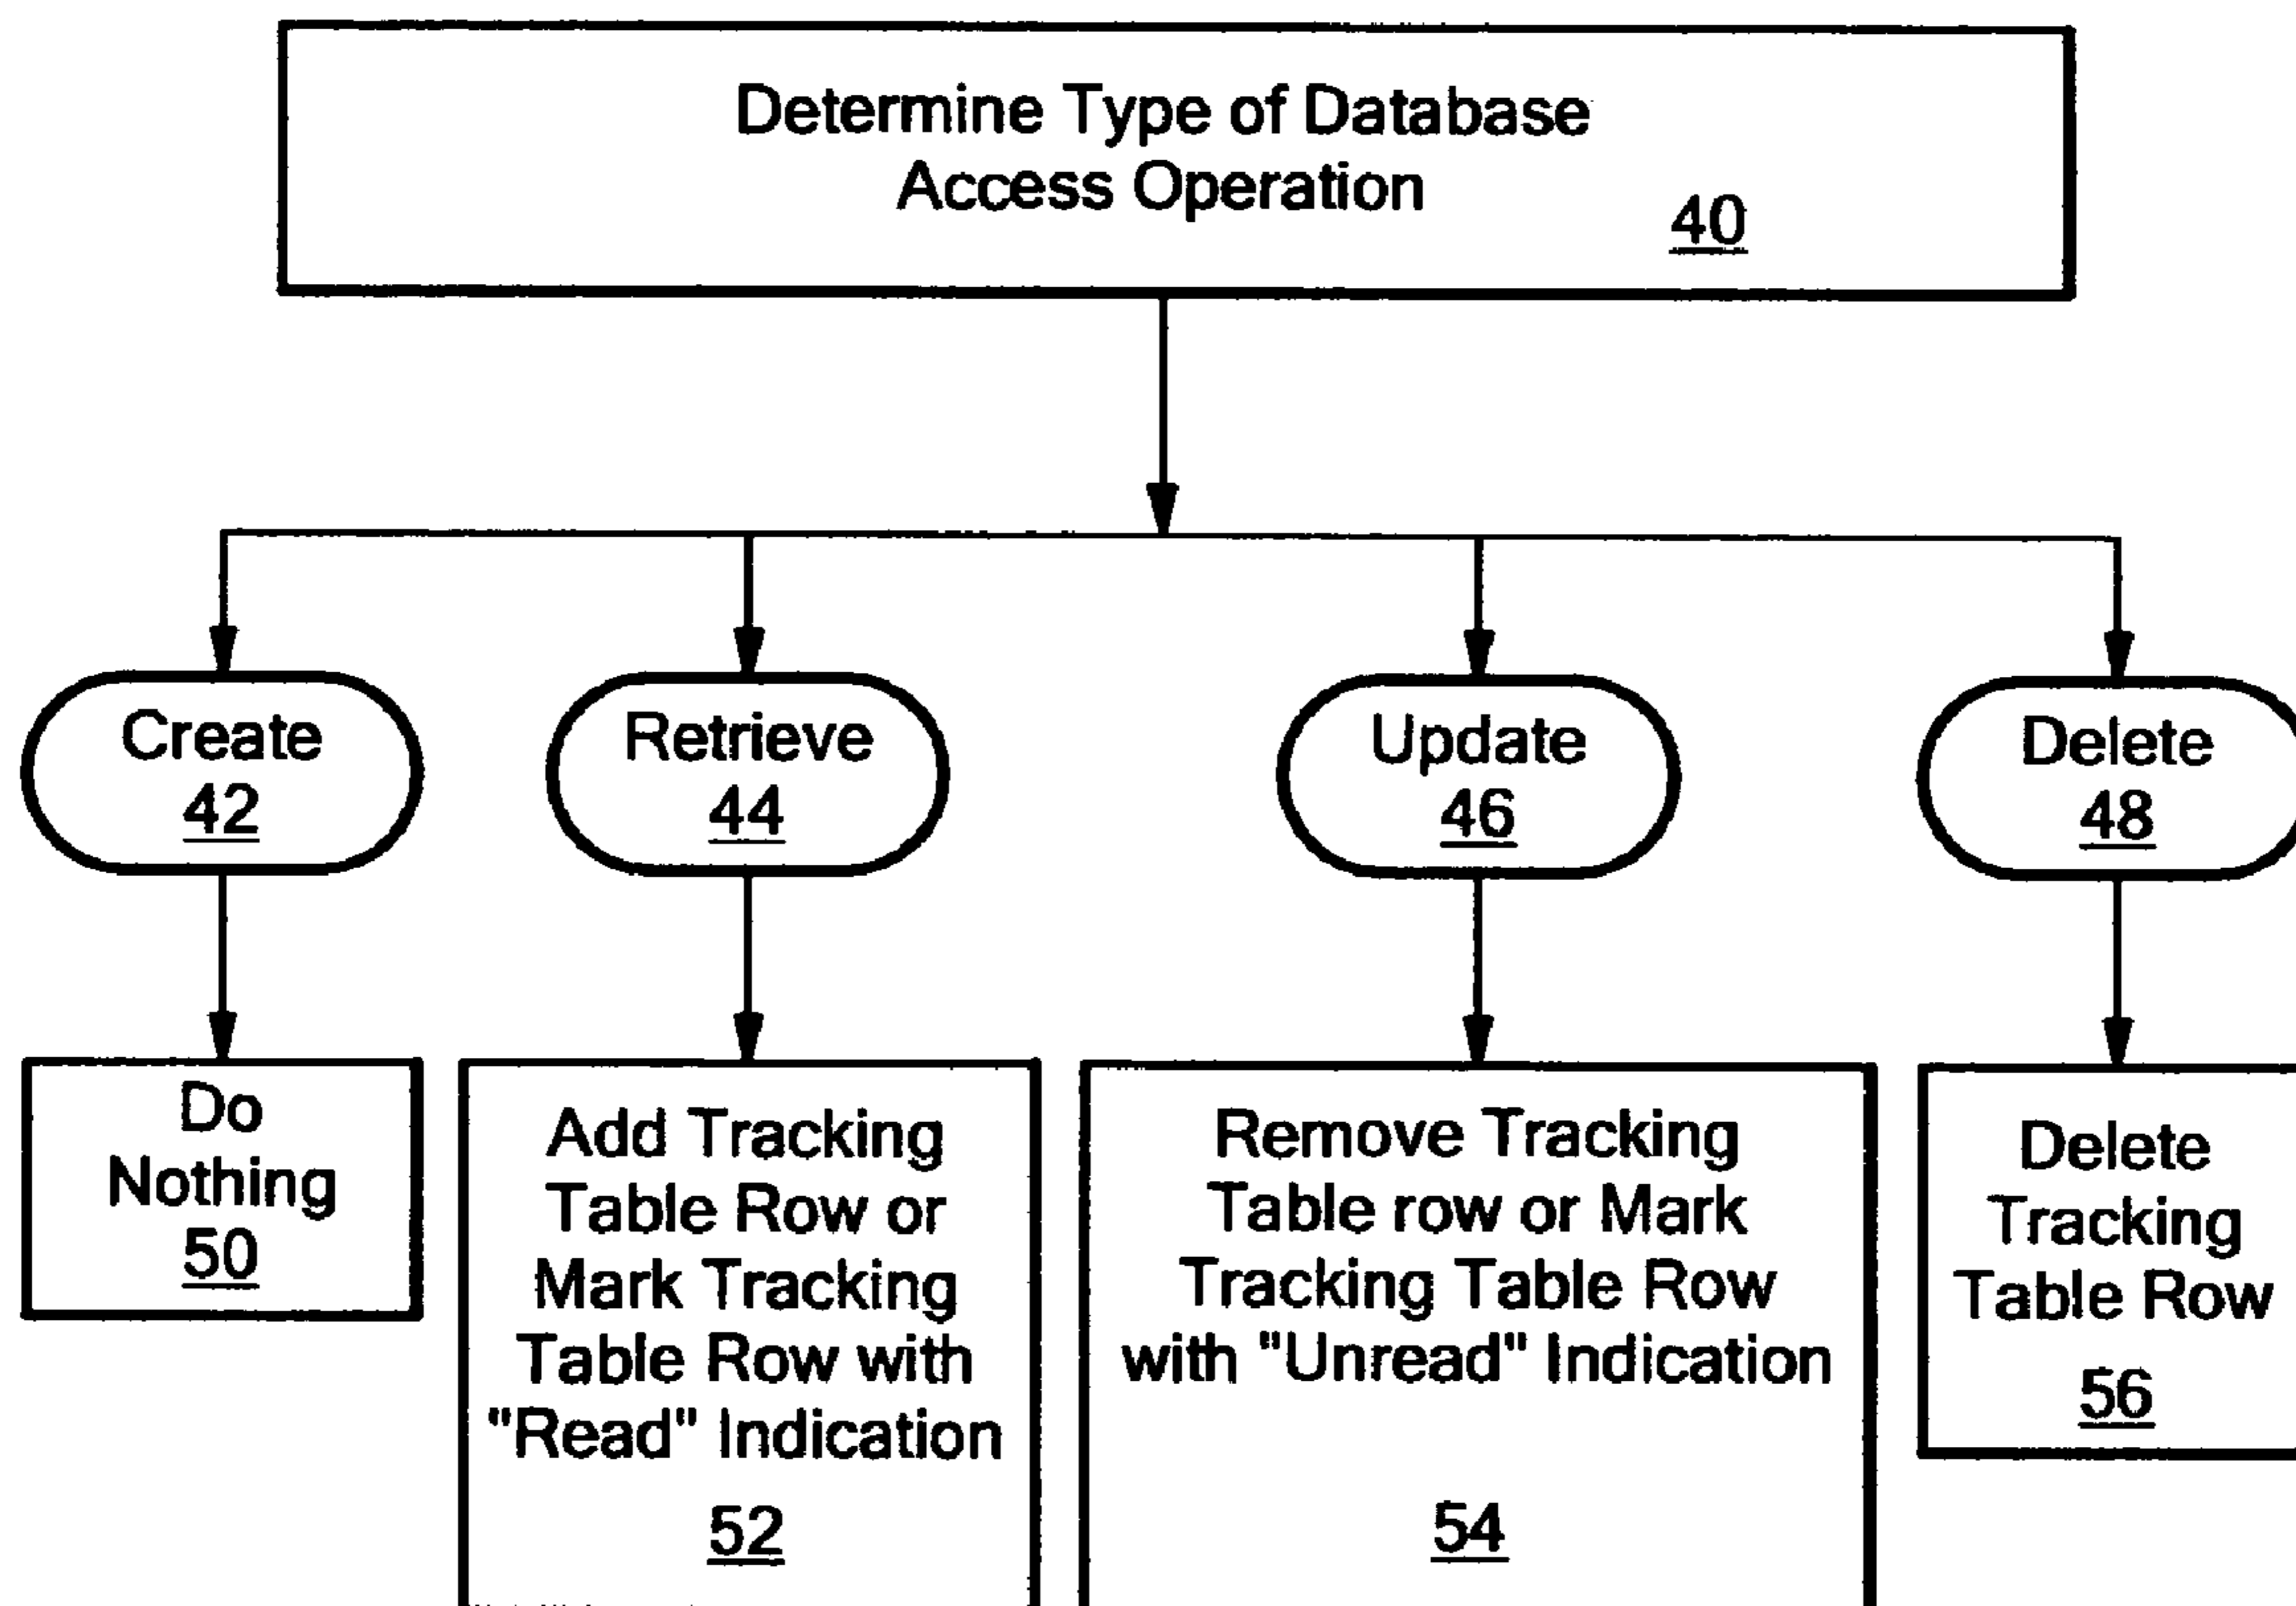 Determine Type of Database
Access Operation
40
Create
42
Retrieve
44
Update
46
Delete
48
Do
Nothing
50
Add Tracking
Table Row or
Mark Tracking
Table Row with
"Read" Indication
52
Remove Tracking
Table row or Mark
Tracking Table Row
with "Unread" Indication
54
Delete
Tracking
Table Row
56